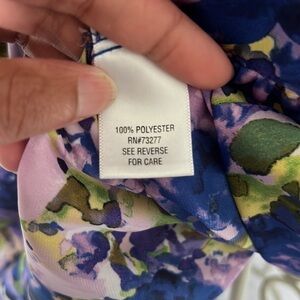 100% POLYESTER
RN#73277
SEE REVERSE
FOR CARE